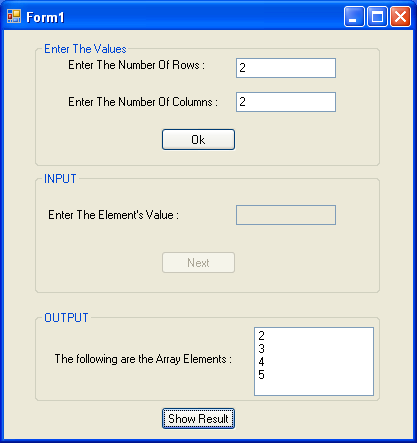 Form1
Enter The Values
Enter The Number Of Rows : 2
Enter The Number Of Columns : 2
Ok
INPUT
Enter The Element's Value :
Next
OUTPUT
The following are the Array Elements :
2
3
4
5
Show Result